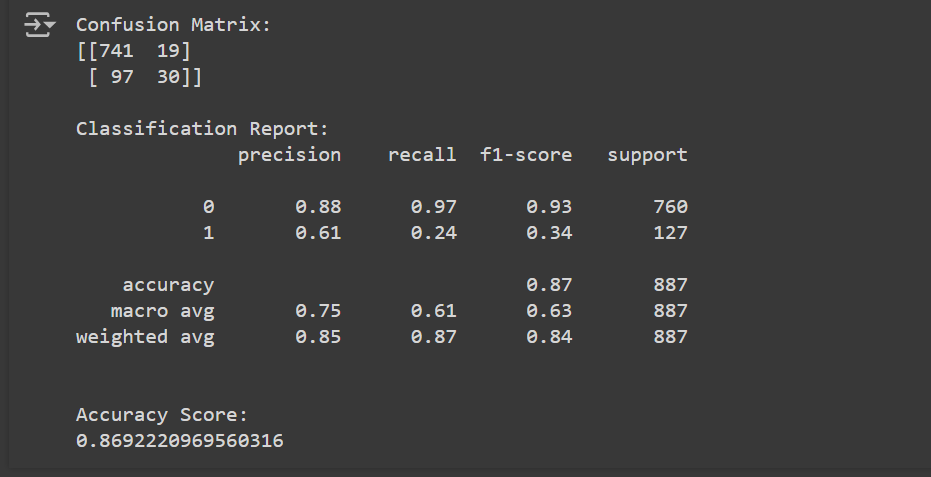 Confusion Matrix:
[[741  19]
 [ 97  30]]
Classification Report:
              precision    recall  f1-score   support
           0       0.88      0.97      0.93       760
           1       0.61      0.24      0.34       127
    accuracy                           0.87       887
   macro avg       0.75      0.61      0.63       887
weighted avg       0.85      0.87      0.84       887
Accuracy Score:
0.8692220969560316